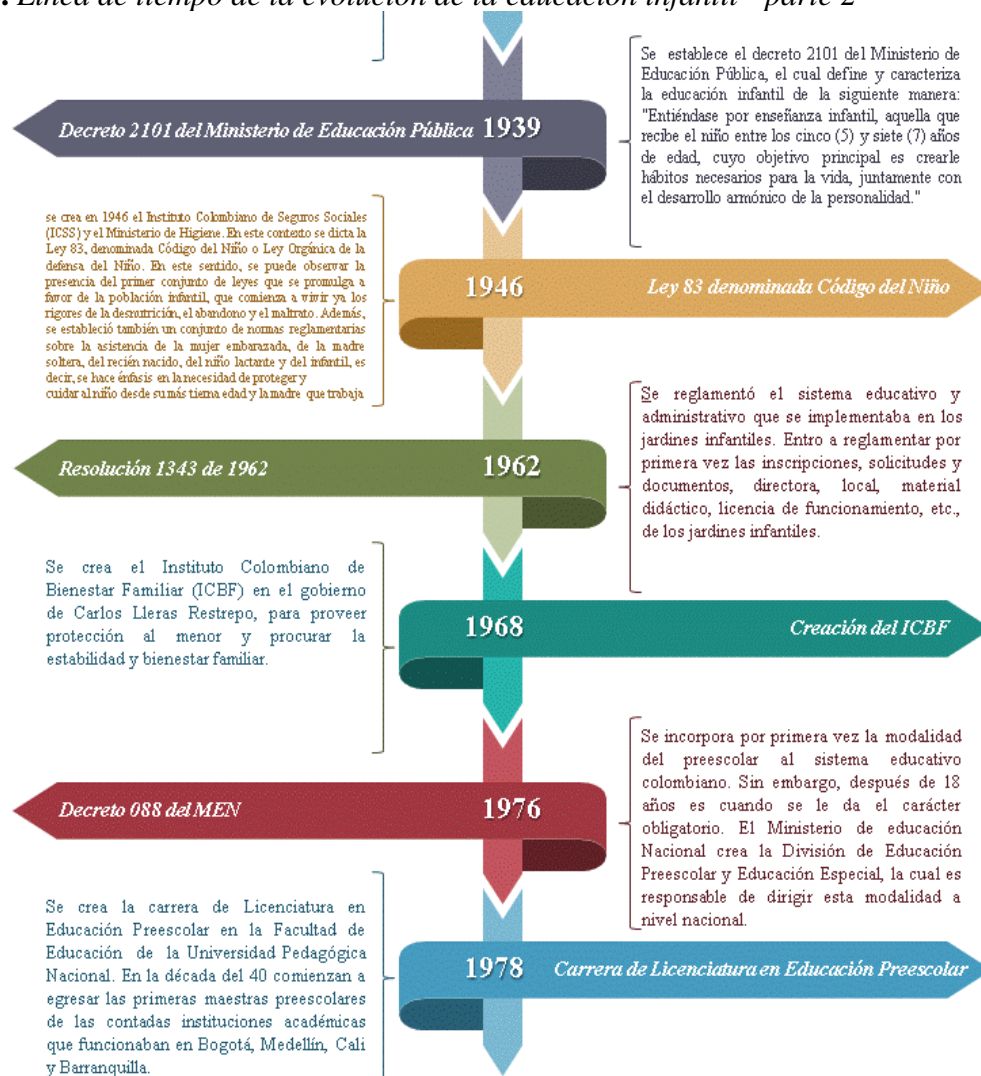 . Línea de tiempo de la evolución de la educación infantil - parte 2
Decreto 2101 del Ministerio de Educación Pública 1939
Se establece el decreto 2101 del Ministerio de
Educación Pública, el cual define y caracteriza
la educación infantil de la siguiente manera:
"Entiéndase por enseñanza infantil, aquella que
recibe el niño entre los cinco (5) y siete (7) años
de edad, cuyo objetivo principal es crearle
hábitos necesarios para la vida, juntamente con
el desarrollo armónico de la personalidad."
se crea en 1946 el Instituto Colombiano de Seguros Sociales
(ICSS) y el Ministerio de Higiene. En este contexto se dicta la
Ley 83, denominada Código del Niño o Ley Orgánica de la
defensa del Niño. En este sentido, se puede observar la
presencia del primer conjunto de leyes que se promulga a
favor de la población infantil, que comienza a vivir ya los
rigores de la desnutrición, el abandono y el maltrato. Además,
se estableció también un conjunto de normas reglamentarias
sobre la asistencia de la mujer embarazada, de la madre
soltera, del recién nacido, del niño lactante y del infantil, es
decir, se hace énfasis en la necesidad de proteger y
cuidar al niño desde su más tierna edad y la madre que trabaja
1946 Ley 83 denominada Código del Niño
Resolución 1343 de 1962 1962
Se reglamentó el sistema educativo y
administrativo que se implementaba en los
jardines infantiles. Entro a reglamentar por
primera vez las inscripciones, solicitudes y
documentos, directora, local, material
didáctico, licencia de funcionamiento, etc.,
de los jardines infantiles.
Se crea el Instituto Colombiano de
Bienestar Familiar (ICBF) en el gobierno
de Carlos Lleras Restrepo, para proveer
protección al menor y procurar la
estabilidad y bienestar familiar.
1968 Creación del ICBF
Decreto 088 del MEN 1976
Se incorpora por primera vez la modalidad
del preescolar al sistema educativo
colombiano. Sin embargo, después de 18
años es cuando se le da el carácter
obligatorio. El Ministerio de educación
Nacional crea la División de Educación
Preescolar y Educación Especial, la cual es
responsable de dirigir esta modalidad a
nivel nacional.
Se crea la carrera de Licenciatura en
Educación Preescolar en la Facultad de
Educación de la Universidad Pedagógica
Nacional. En la década del 40 comienzan a
egresar las primeras maestras preescolares
de las contadas instituciones académicas
que funcionaban en Bogotá, Medellín, Cali
y Barranquilla.
1978 Carrera de Licenciatura en Educación Preescolar